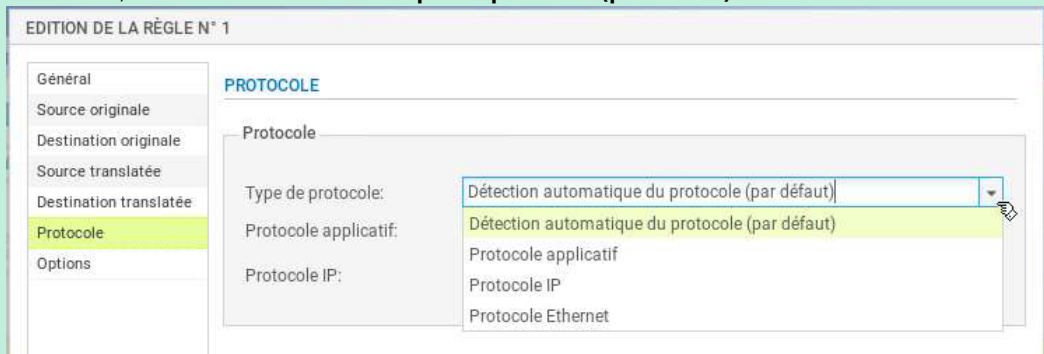 EDITION DE LA RÈGLE N° 1
Général
Source originale
Destination originale
Source translatée
Destination translatée
Protocole
Options
PROTOCOLE
Protocole
Type de protocole: Détection automatique du protocole (par défaut)
Protocole applicatif:
Protocole IP:
Détection automatique du protocole (par défaut)
Protocole applicatif
Protocole IP
Protocole Ethernet